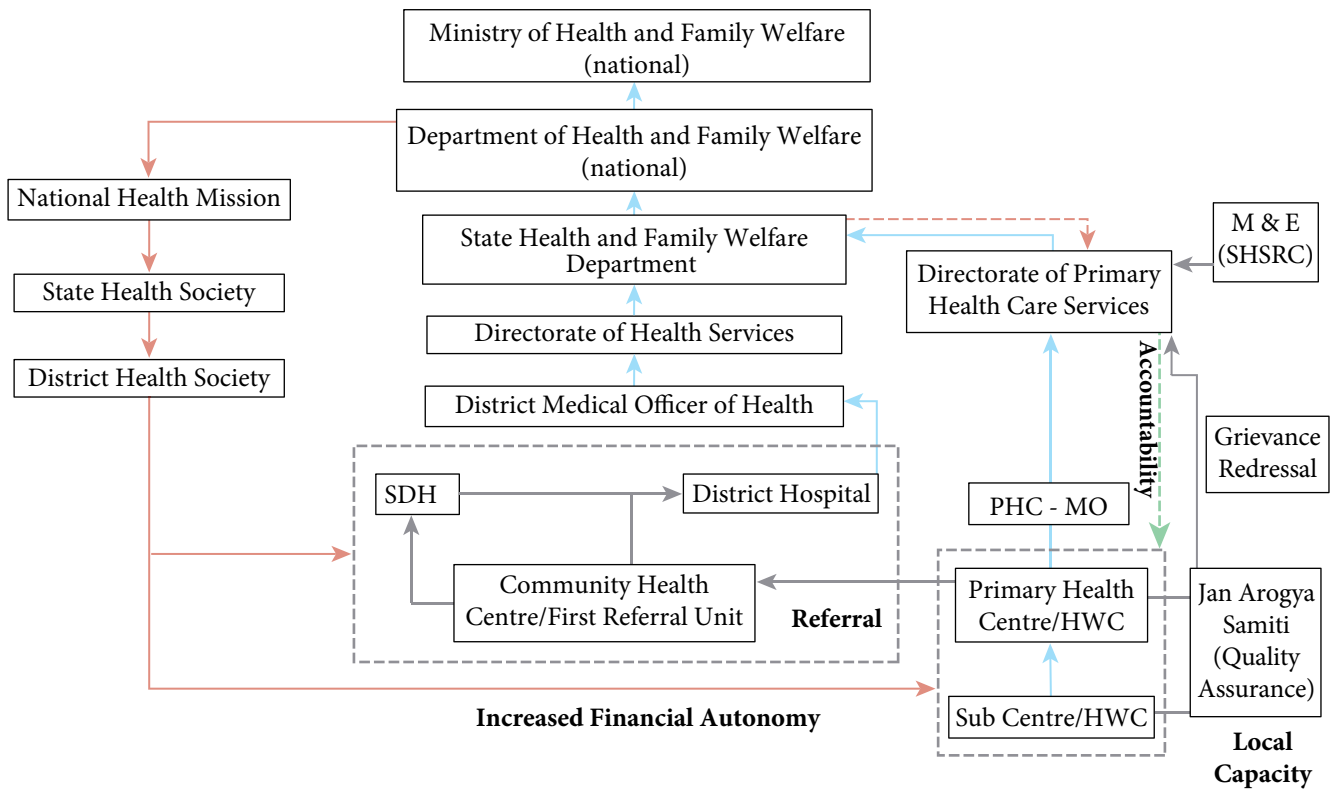 Ministry of Health and Family Welfare
(national)
Department of Health and Family Welfare
(national)
National Health Mission
State Health and Family Welfare
Department
M & E
(SHSRC)
Directorate of Primary
Health Care Services
State Health Society
Directorate of Health Services
District Health Society
District Medical Officer of Health
Accountability
Grievance
Redressal
SDH
District Hospital
PHC - MO
Community Health
Centre/First Referral Unit
Referral
Primary Health
Centre/HWC
Jan Arogya
Samiti
(Quality
Assurance)
Increased Financial Autonomy
Sub Centre/HWC
Local
Capacity